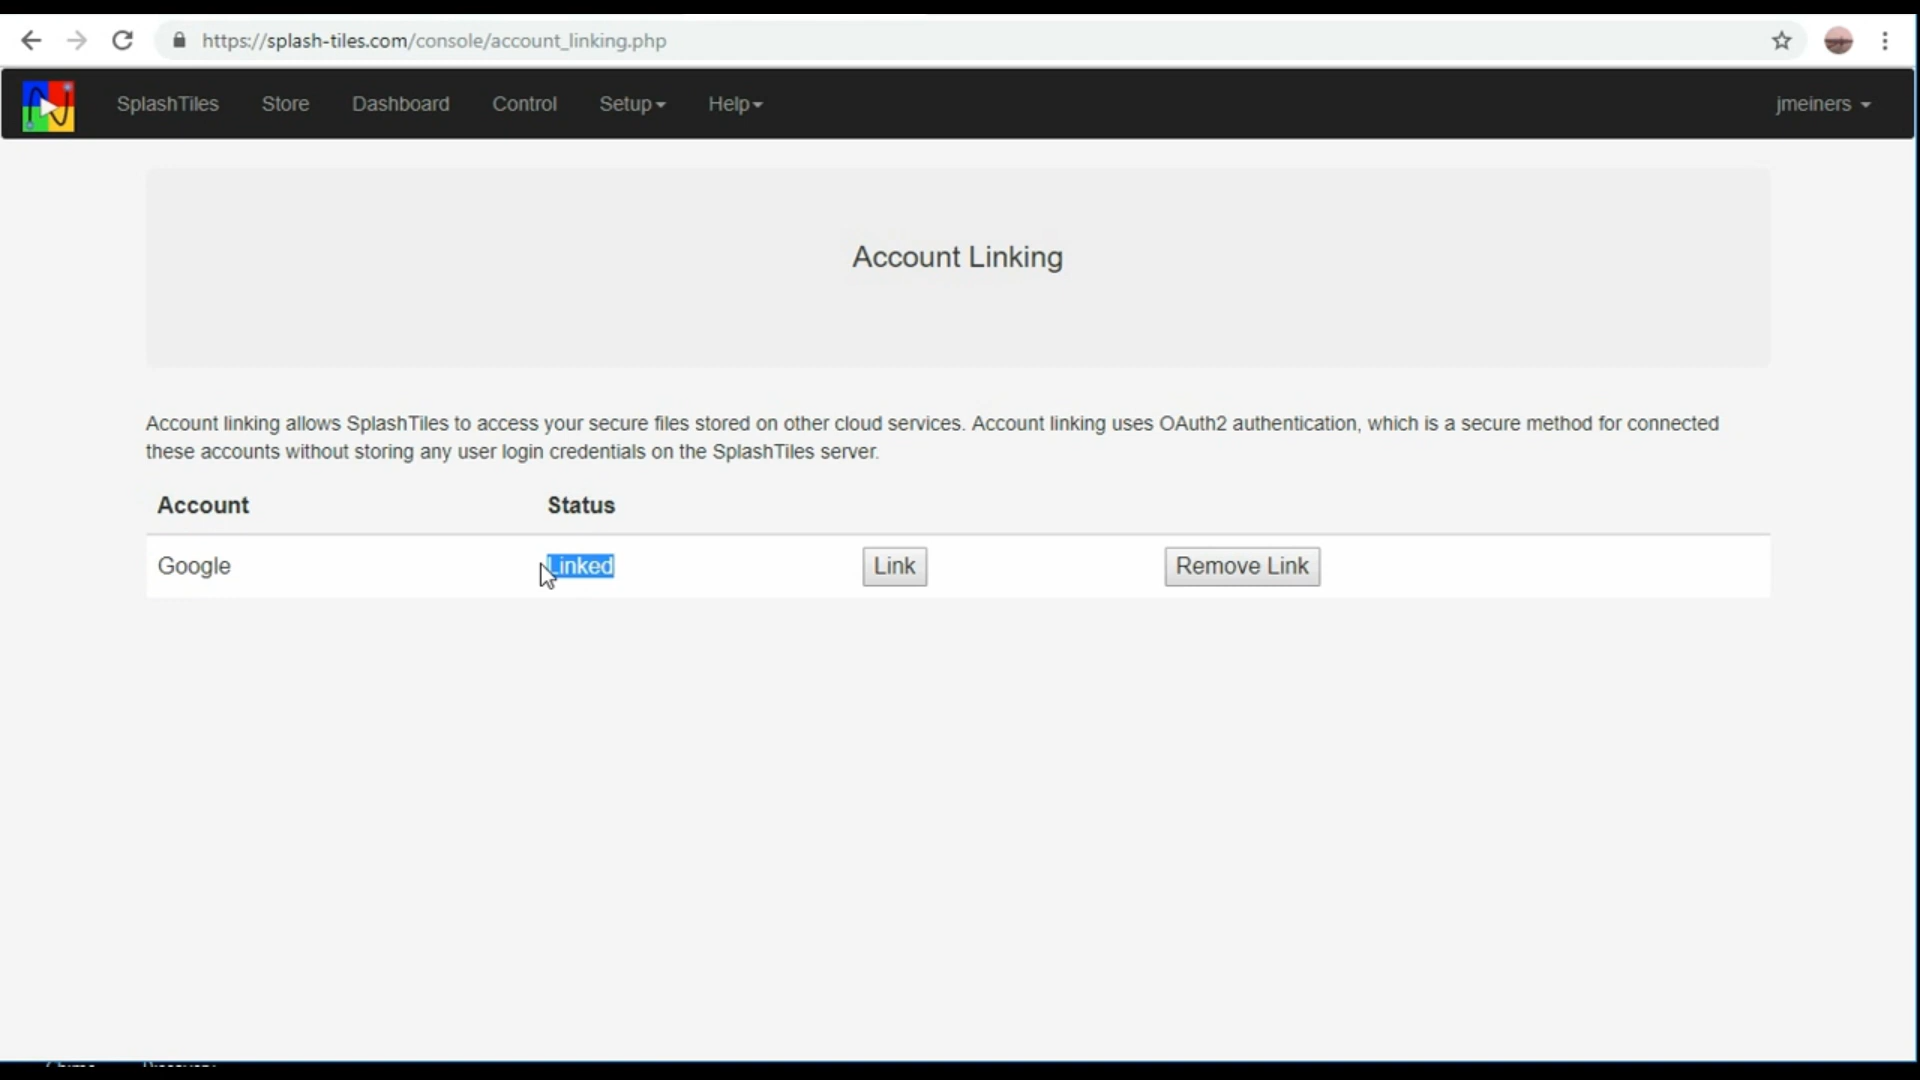 https://splash-tiles.com/console/account_linking.php
SplashTiles Store Dashboard Control Setup Help jmeiners
Account Linking
Account linking allows SplashTiles to access your secure files stored on other cloud services. Account linking uses OAuth2 authentication, which is a secure method for connected
these accounts without storing any user login credentials on the SplashTiles server.
Account Status
Google Linked Link Remove Link